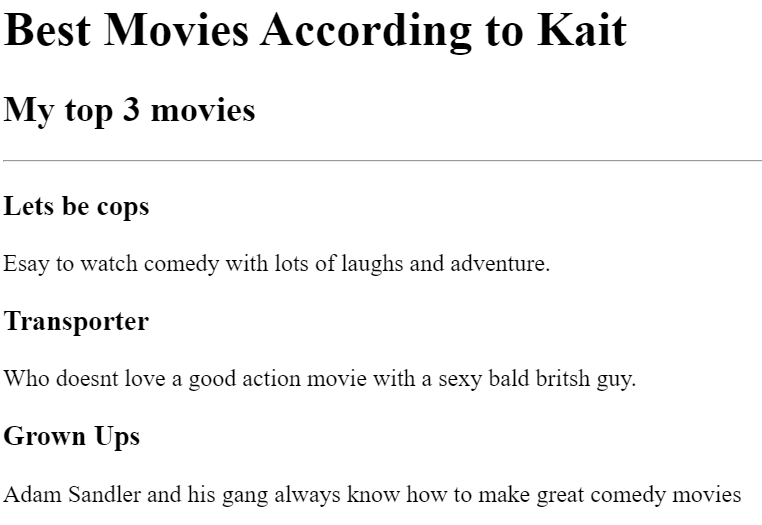 Best Movies According to Kait
My top 3 movies
Lets be cops
Esay to watch comedy with lots of laughs and adventure.
Transporter
Who doesnt love a good action movie with a sexy bald britsh guy.
Grown Ups
Adam Sandler and his gang always know how to make great comedy movies